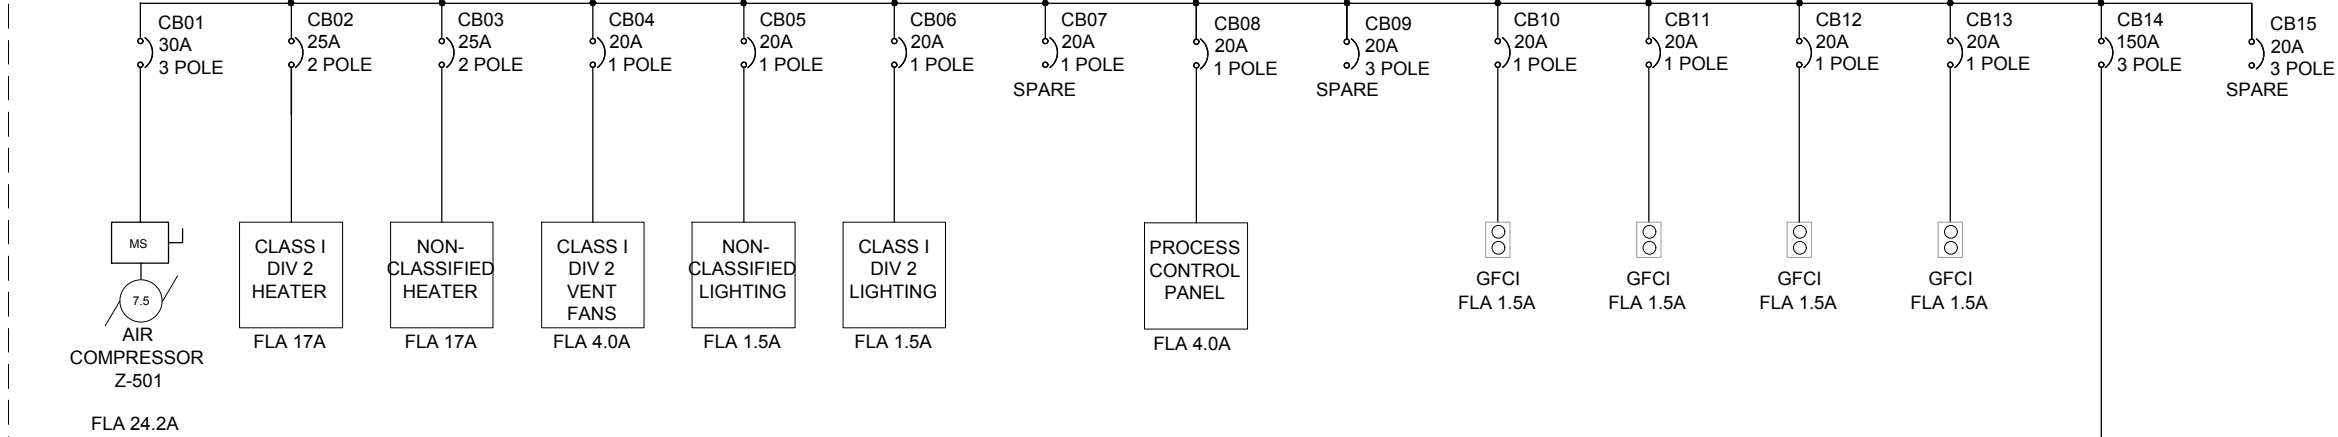 CB01
30A
3 POLE
CB02
25A
2 POLE
CB03
25A
2 POLE
CB04
20A
1 POLE
CB05
20A
1 POLE
CB06
20A
1 POLE
CB07
20A
1 POLE
SPARE
CB08
20A
1 POLE
CB09
20A
3 POLE
SPARE
CB10
20A
1 POLE
CB11
20A
1 POLE
CB12
20A
1 POLE
CB13
20A
1 POLE
CB14
150A
3 POLE
CB15
20A
3 POLE
SPARE
MS
7.5
AIR
COMPRESSOR
Z-501
FLA 24.2A
CLASS I
DIV 2
HEATER
FLA 17A
NON-
CLASSIFIED
HEATER
FLA 17A
CLASS I
DIV 2
VENT
FANS
FLA 4.0A
NON-
CLASSIFIED
LIGHTING
FLA 1.5A
CLASS I
DIV 2
LIGHTING
FLA 1.5A
PROCESS
CONTROL
PANEL
FLA 4.0A
GFCI
FLA 1.5A
GFCI
FLA 1.5A
GFCI
FLA 1.5A
GFCI
FLA 1.5A